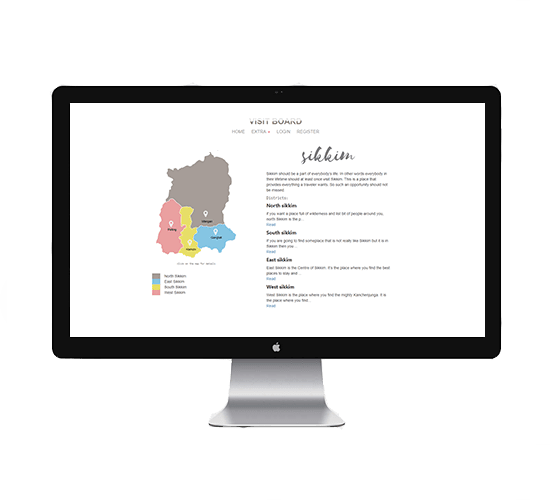 VISIT BOARD
HOME EXTRA LOGIN REGISTER
sikkim
Sikkim should be a part of everybody's life. In other words everybody in
their lifetime should at least once visit Sikkim. This is a place that
provides everything a traveler wants. So such an opportunity should not
be missed.
Districts:
North sikkim
If you want a place full of wilderness and list bit of people around you,
north Sikkim is the p...
Read
South sikkim
If you are going to find someplace that is not really like Sikkim but it is in
Sikkim then you ...
Read
East sikkim
East Sikkim is the Centre of Sikkim. It's the place where you find the best
places to stay and ...
Read
West sikkim
West Sikkim is the place where you find the mighty Kanchenjunga. It is
the place where you find ...
Read
Mangan
Gangtok
Namchi
click on the map for details
North Sikkim
East Sikkim
South Sikkim
West Sikkim